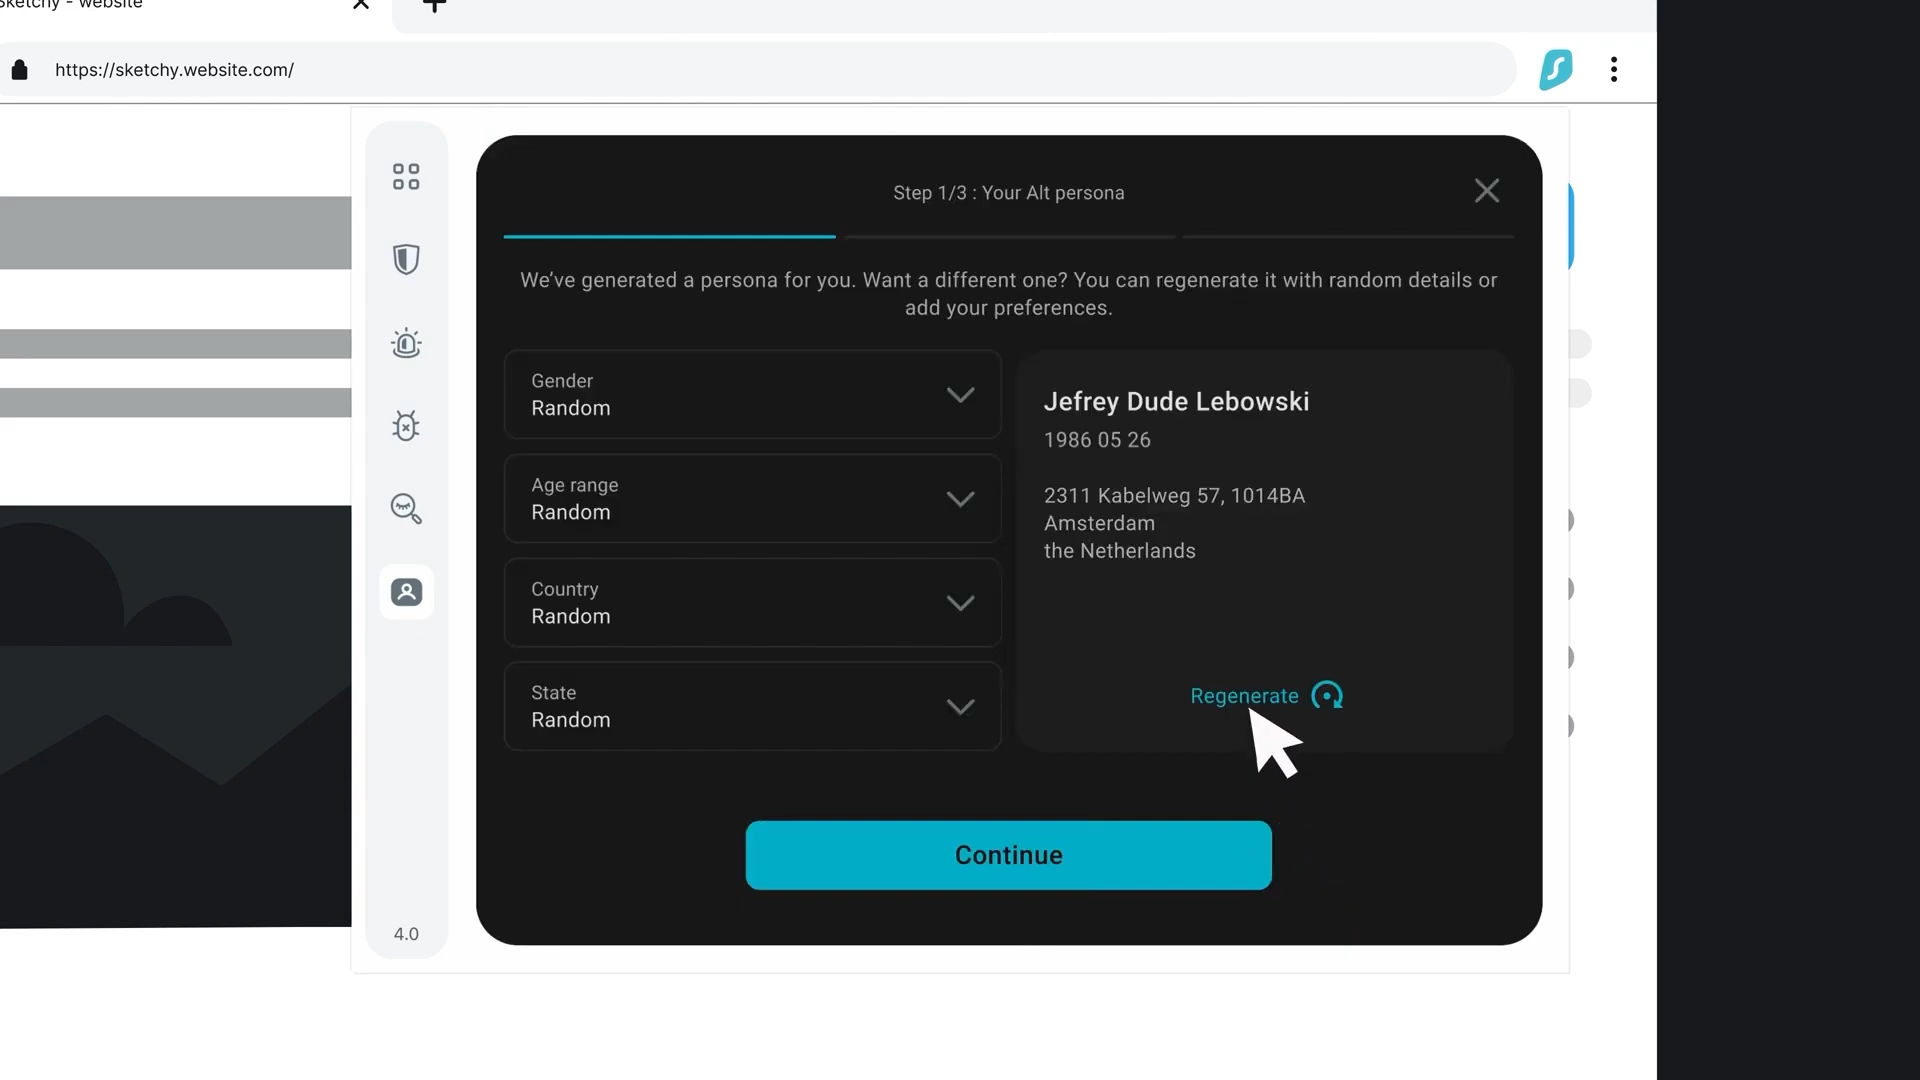 Sketchy - website
https://sketchy.website.com/
Step 1/3 : Your Alt persona
We’ve generated a persona for you. Want a different one? You can regenerate it with random details or
add your preferences.
Gender
Random
Age range
Random
Country
Random
State
Random
Jefrey Dude Lebowski
1986 05 26
2311 Kabelweg 57, 1014BA
Amsterdam
the Netherlands
Regenerate
Continue
4.0